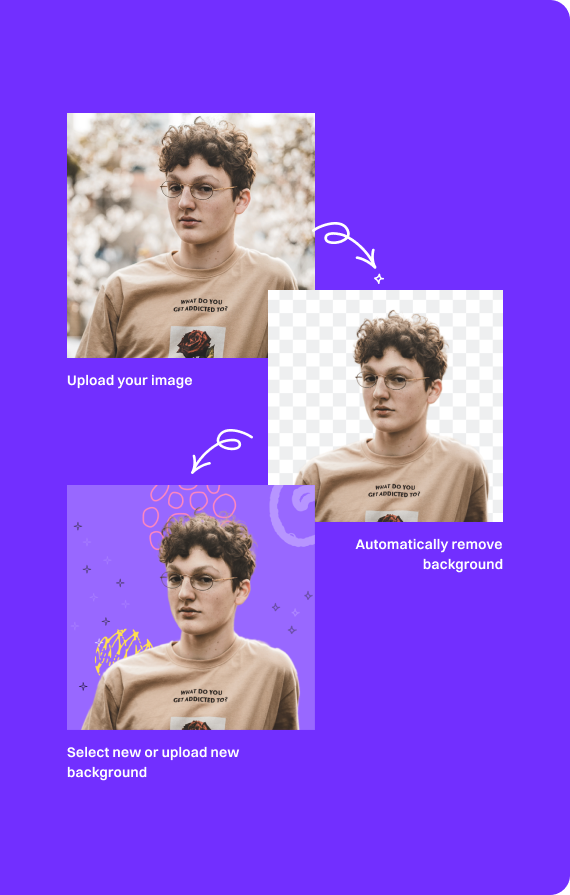 WHAT DO YOU
GET ADDICTED TO?
Upload your image
WHAT DO YOU
GET ADDICTED TO?
Automatically remove
background
WHAT DO YOU
GET ADDICTED TO?
Select new or upload new
background